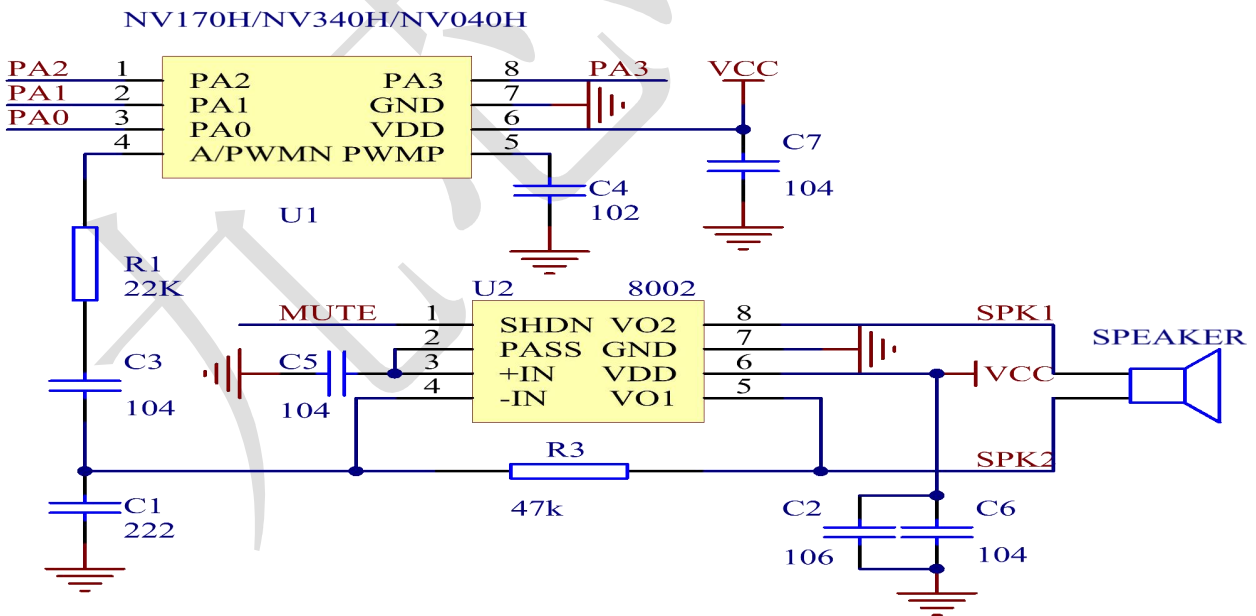 NV170H/NV340H/NV040H
PA2 1 PA2 PA3 8 PA3 VCC
PA1 2 PA1 GND 7
PA0 3 PA0 VDD 6
4 A/PWMN PWMP 5
C7
104
C4
102
U1
R1
22K
U2 8002
MUTE 1 SHDN VO2 8 SPK1
2 PASS GND 7
C5 3 +IN VDD 6 VCC
104 4 -IN VO1 5
SPEAKER
C3
104
R3
47k
SPK2
C1
222
C2
106
C6
104